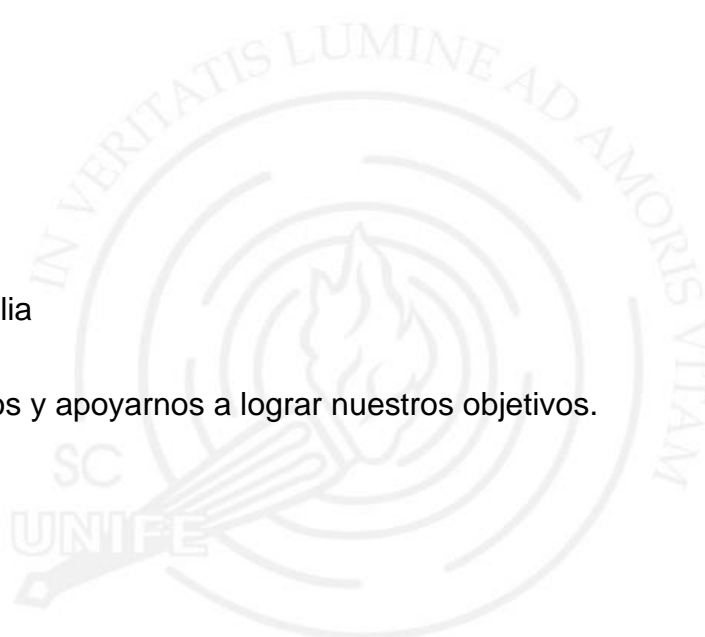 IN VERITATIS LUMINE AD AMORIS VITAM
lia
os y apoyarnos a lograr nuestros objetivos.
SC
UNIFE